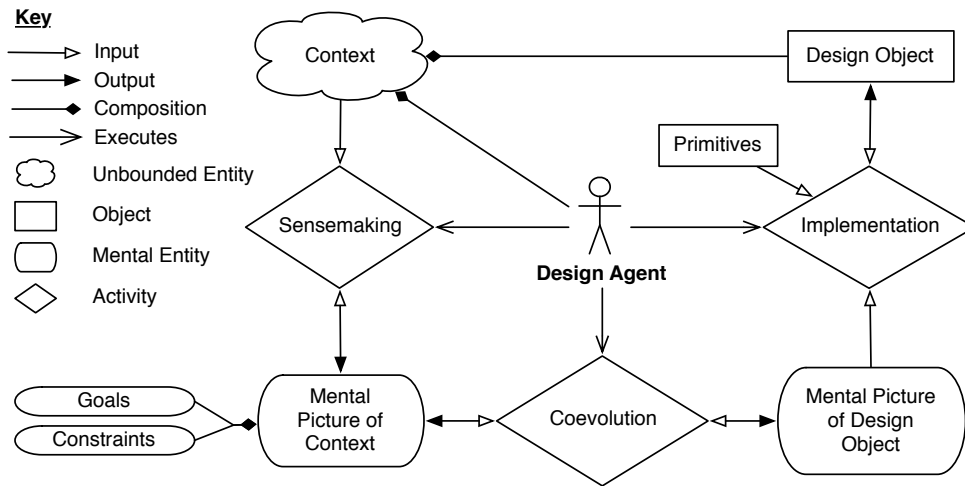 Key
Input
Output
Composition
Executes
Unbounded Entity
Object
Mental Entity
Activity
Context
Design Object
Primitives
Sensemaking
Implementation
Design Agent
Goals
Constraints
Mental
Picture of
Context
Coevolution
Mental Picture
of Design
Object